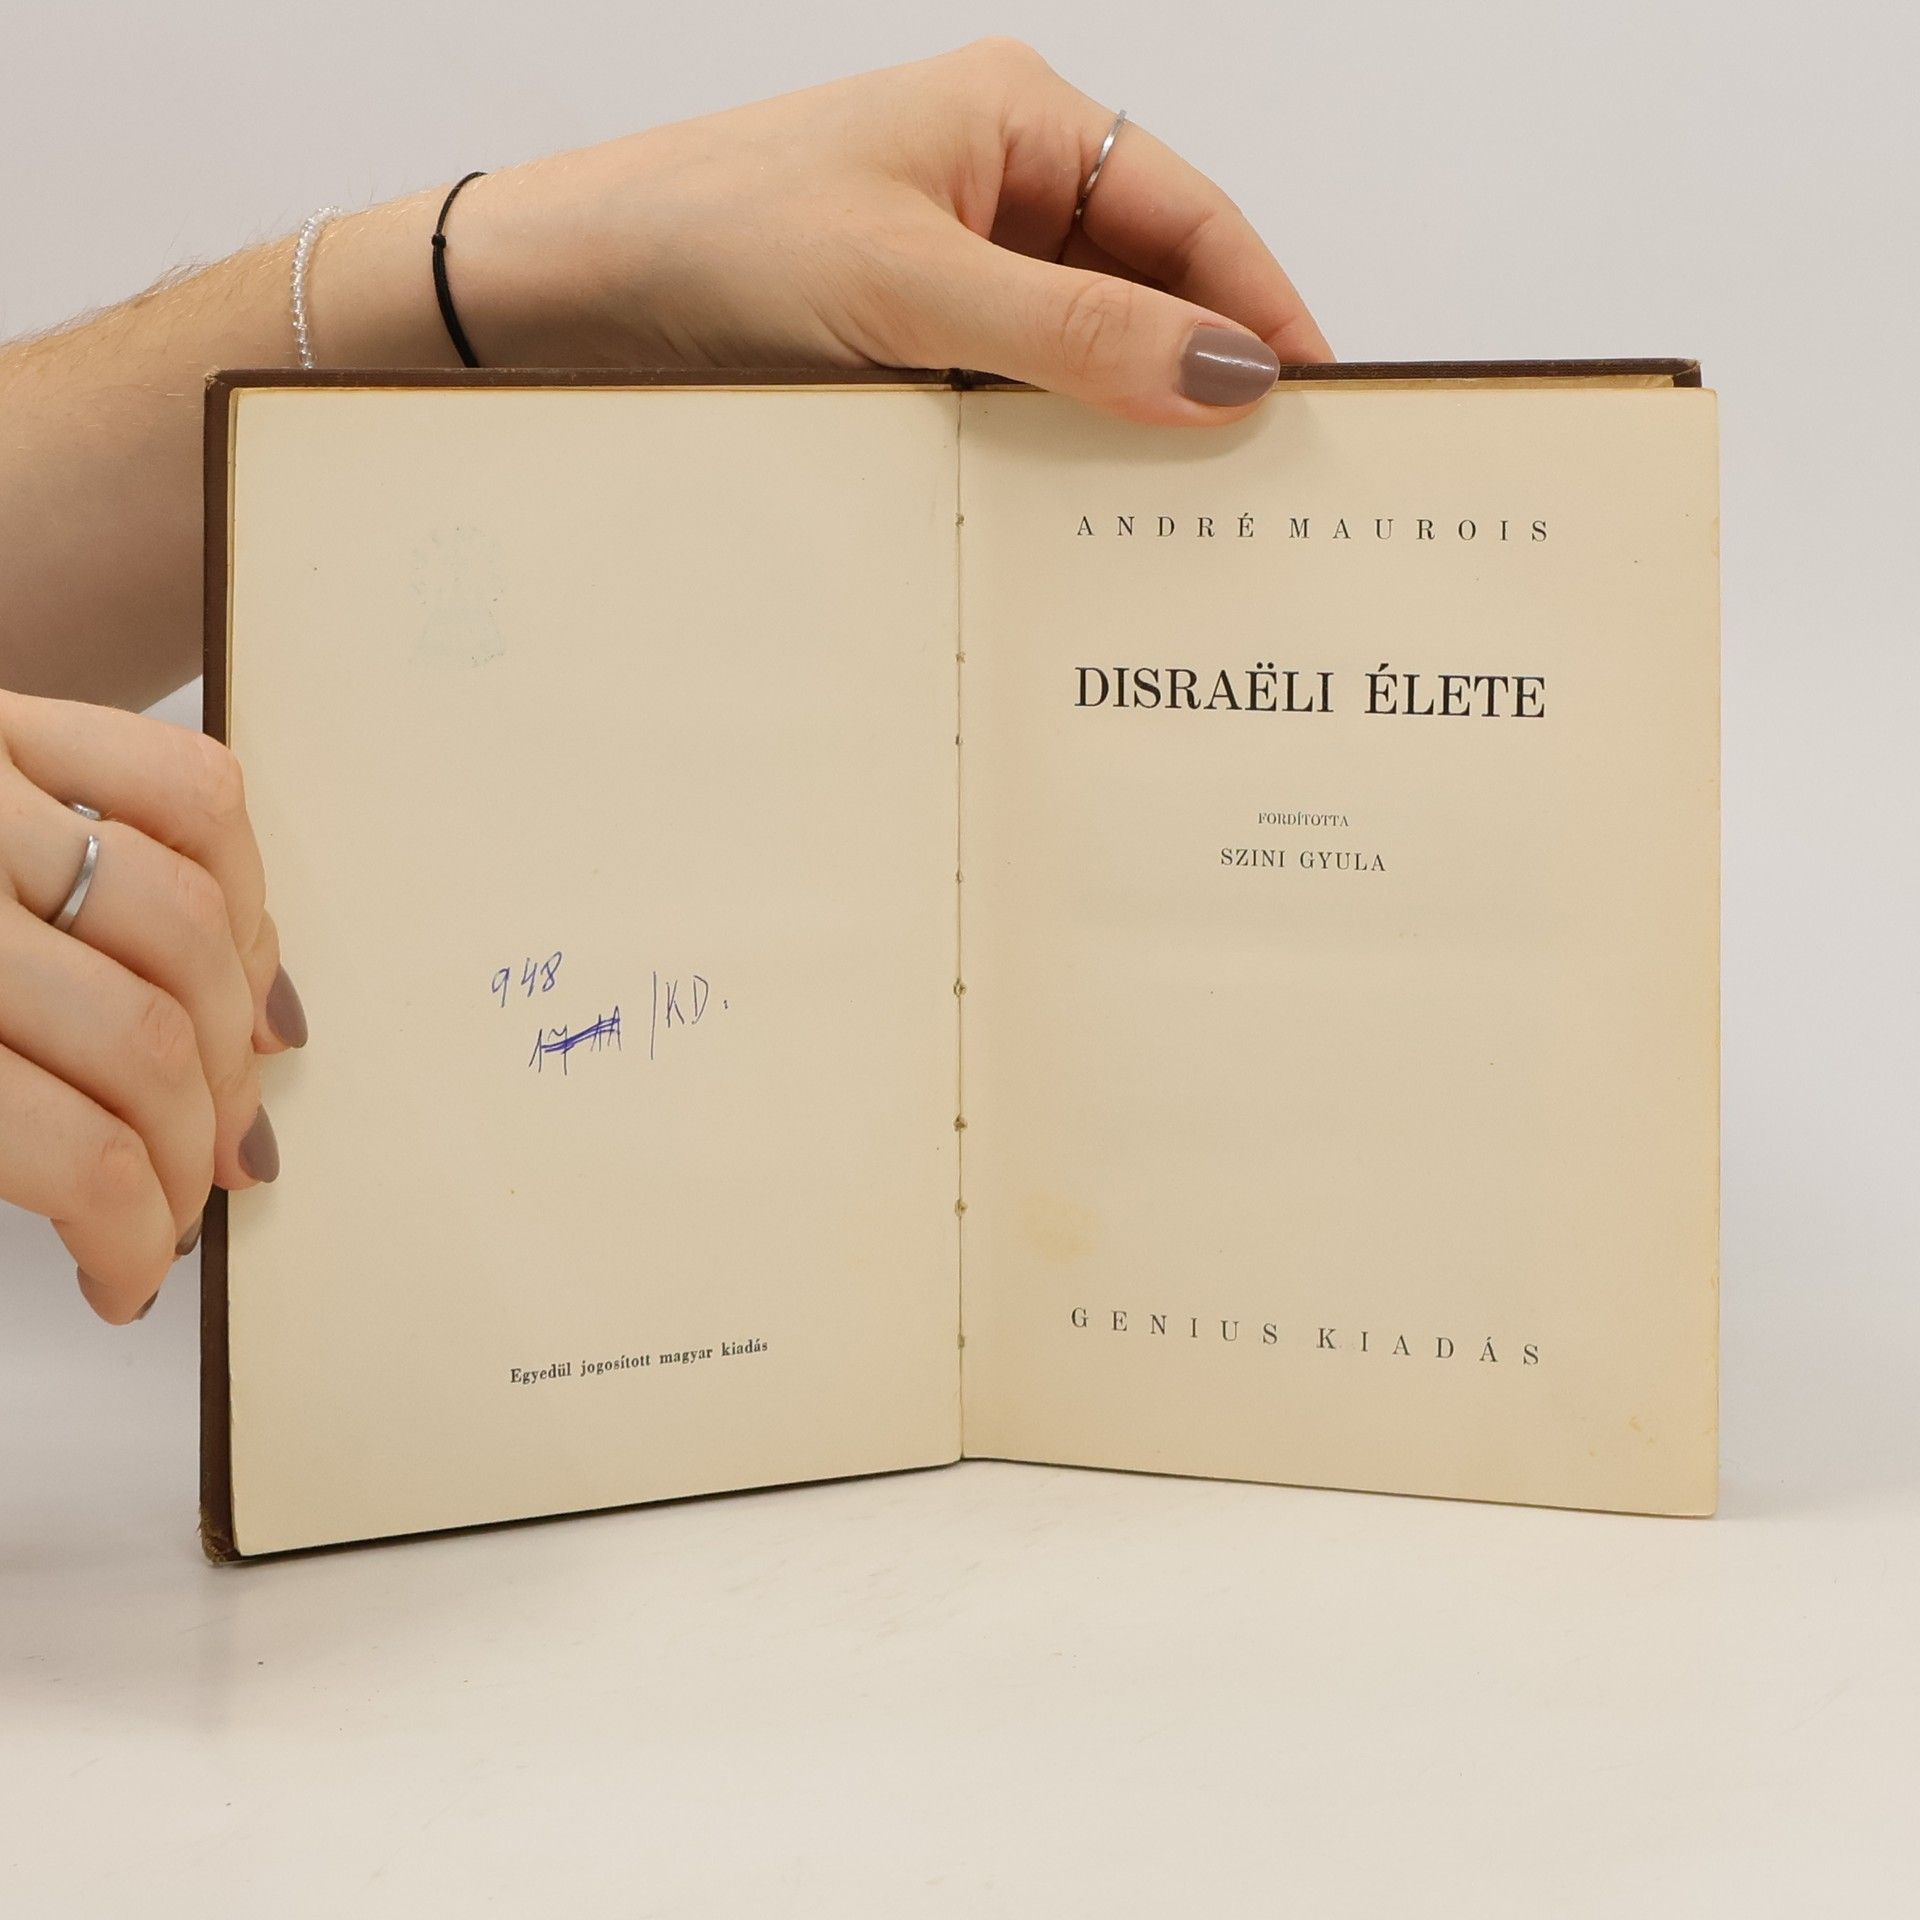 948
/KD.
Egyedül jogosított magyar kiadás
ANDRÉ MAUROIS
DISRAËLI ÉLETE
FORDÍTOTTA
SZINI GYULA
GENIUS KIADÁS